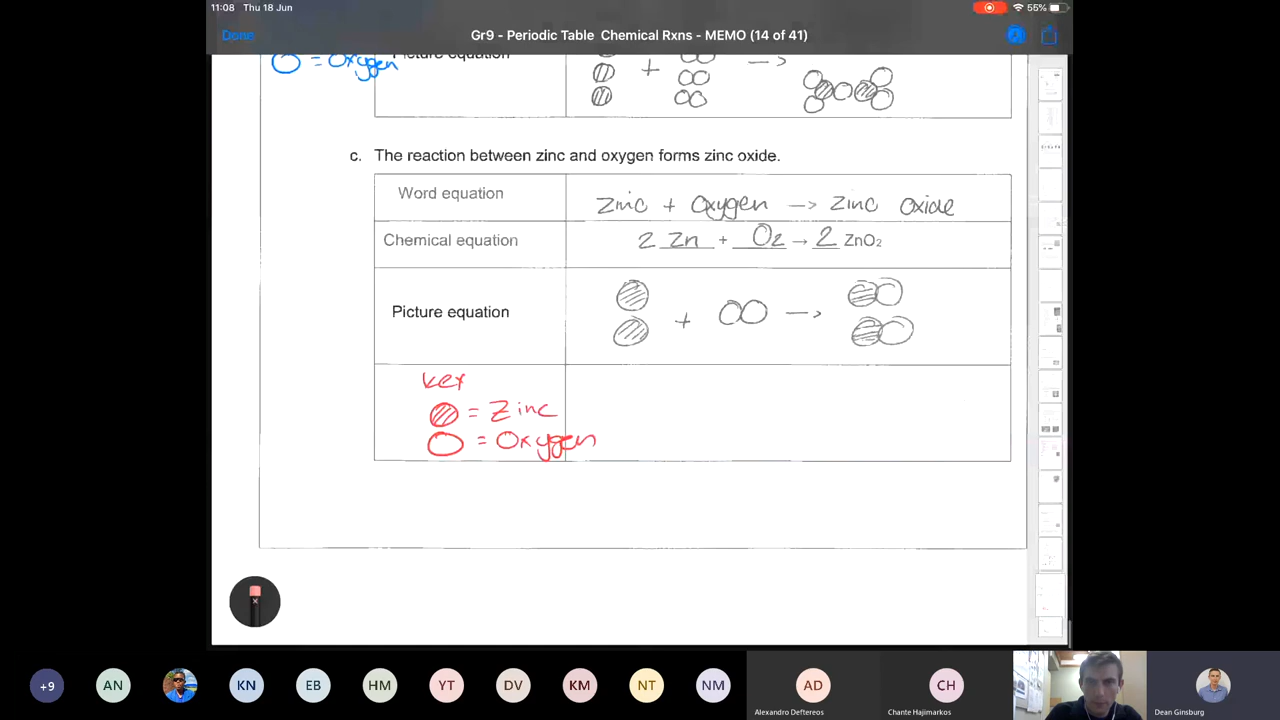 11:08 Thu 18 Jun
55%
Done
Gr9 - Periodic Table Chemical Rxns - MEMO (14 of 41)
= Oxygen
Picture equation
+ →
c. The reaction between zinc and oxygen forms zinc oxide.
Word equation
zinc + Oxygen → zinc oxide
Chemical equation
2 Zn + O₂ → 2 ZnO₂
Picture equation
+ →
key
= Zinc
= Oxygen
+9 AN KN EB HM YT DV KM NT NM AD CH
Alexandro Deftereos Chante Hajimarkos Dean Ginsburg